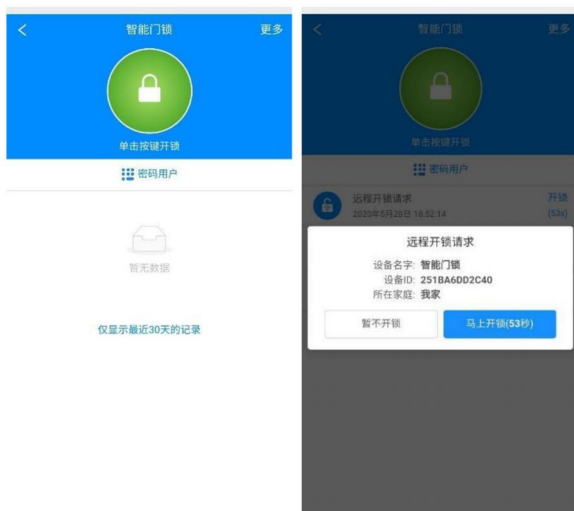 智能门锁
更多
单击按键开锁
密码用户
暂无数据
仅显示最近30天的记录
智能门锁
更多
单击按键开锁
密码用户
远程开锁请求
开锁
2020年5月28日 18:52:14
(53s)
远程开锁请求
设备名字: 智能门锁
设备ID: 251BA6DD2C40
所在家庭: 我家
暂不开锁
马上开锁(53秒)